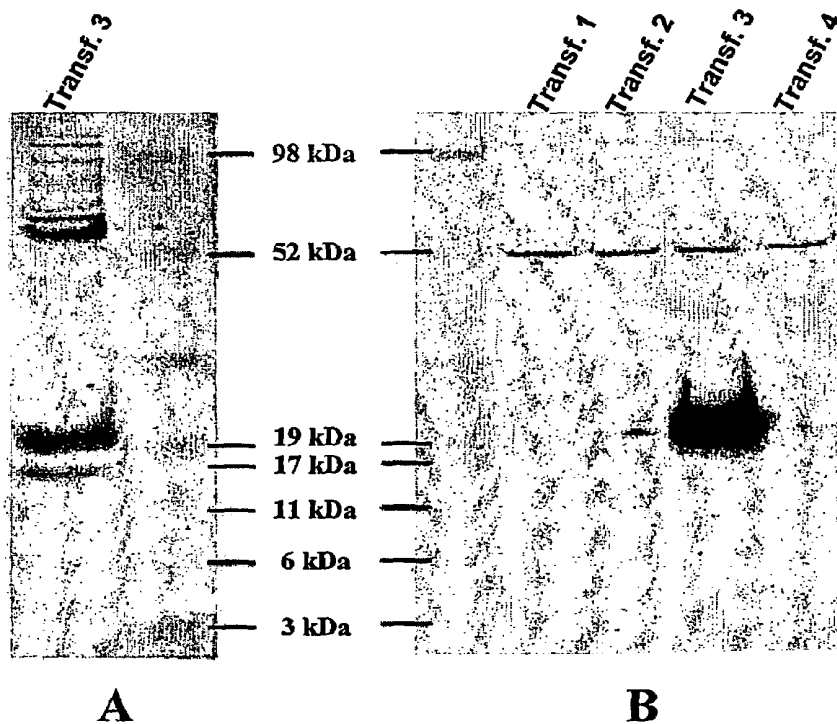 Transf. 3
Transf. 1
Transf. 2
Transf. 3
Transf. 4
98 kDa
52 kDa
19 kDa
17 kDa
11 kDa
6 kDa
3 kDa
A
B